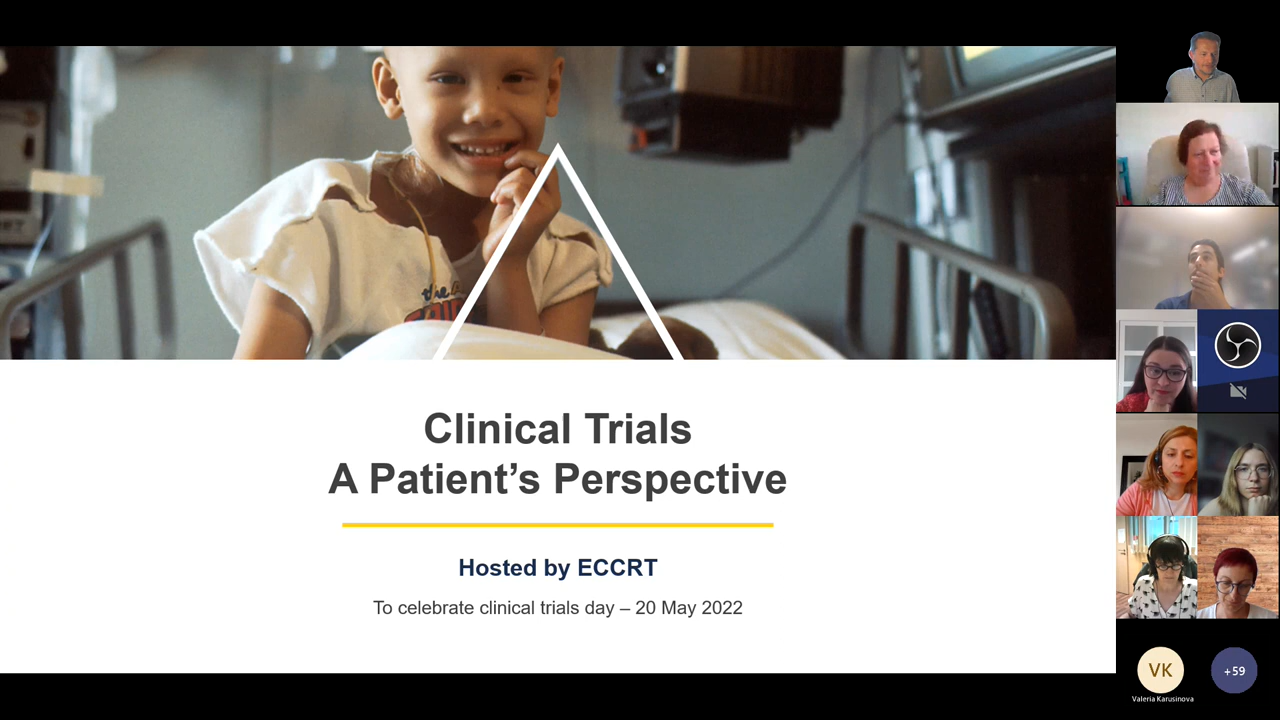 the
Clinical Trials
A Patient’s Perspective
Hosted by ECCRT
To celebrate clinical trials day – 20 May 2022
VK
+59
Valeria Karusinova